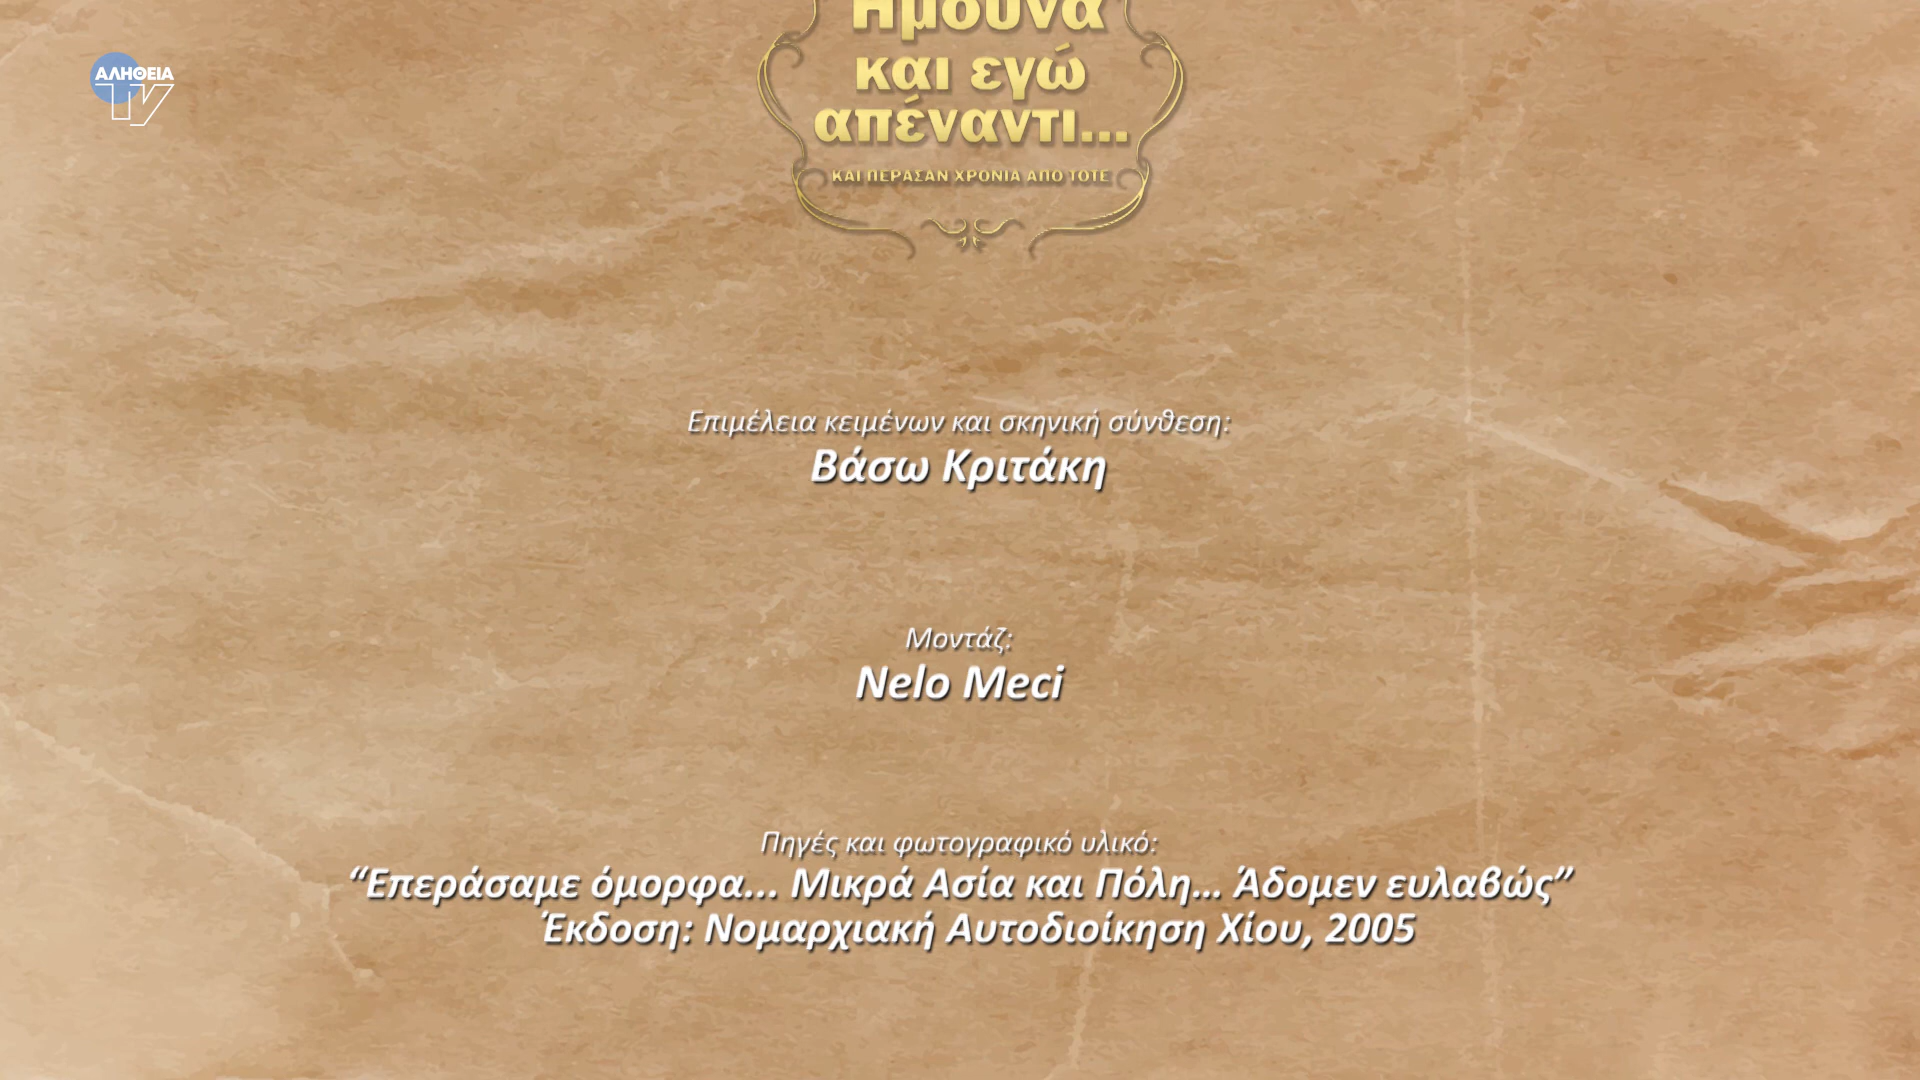 ΑΛΗΘΕΙΑ
TV
Ήμουνα
και εγώ
απέναντι...
ΚΑΙ ΠΕΡΑΣΑΝ ΧΡΟΝΙΑ ΑΠΟ ΤΟΤΕ
Επιμέλεια κειμένων και σκηνική σύνθεση:
Βάσω Κριτάκη
Μοντάζ:
Nelo Meci
Πηγές και φωτογραφικό υλικό:
“Επεράσαμε όμορφα... Μικρά Ασία και Πόλη... Άδομεν ευλαβώς”
Έκδοση: Νομαρχιακή Αυτοδιοίκηση Χίου, 2005